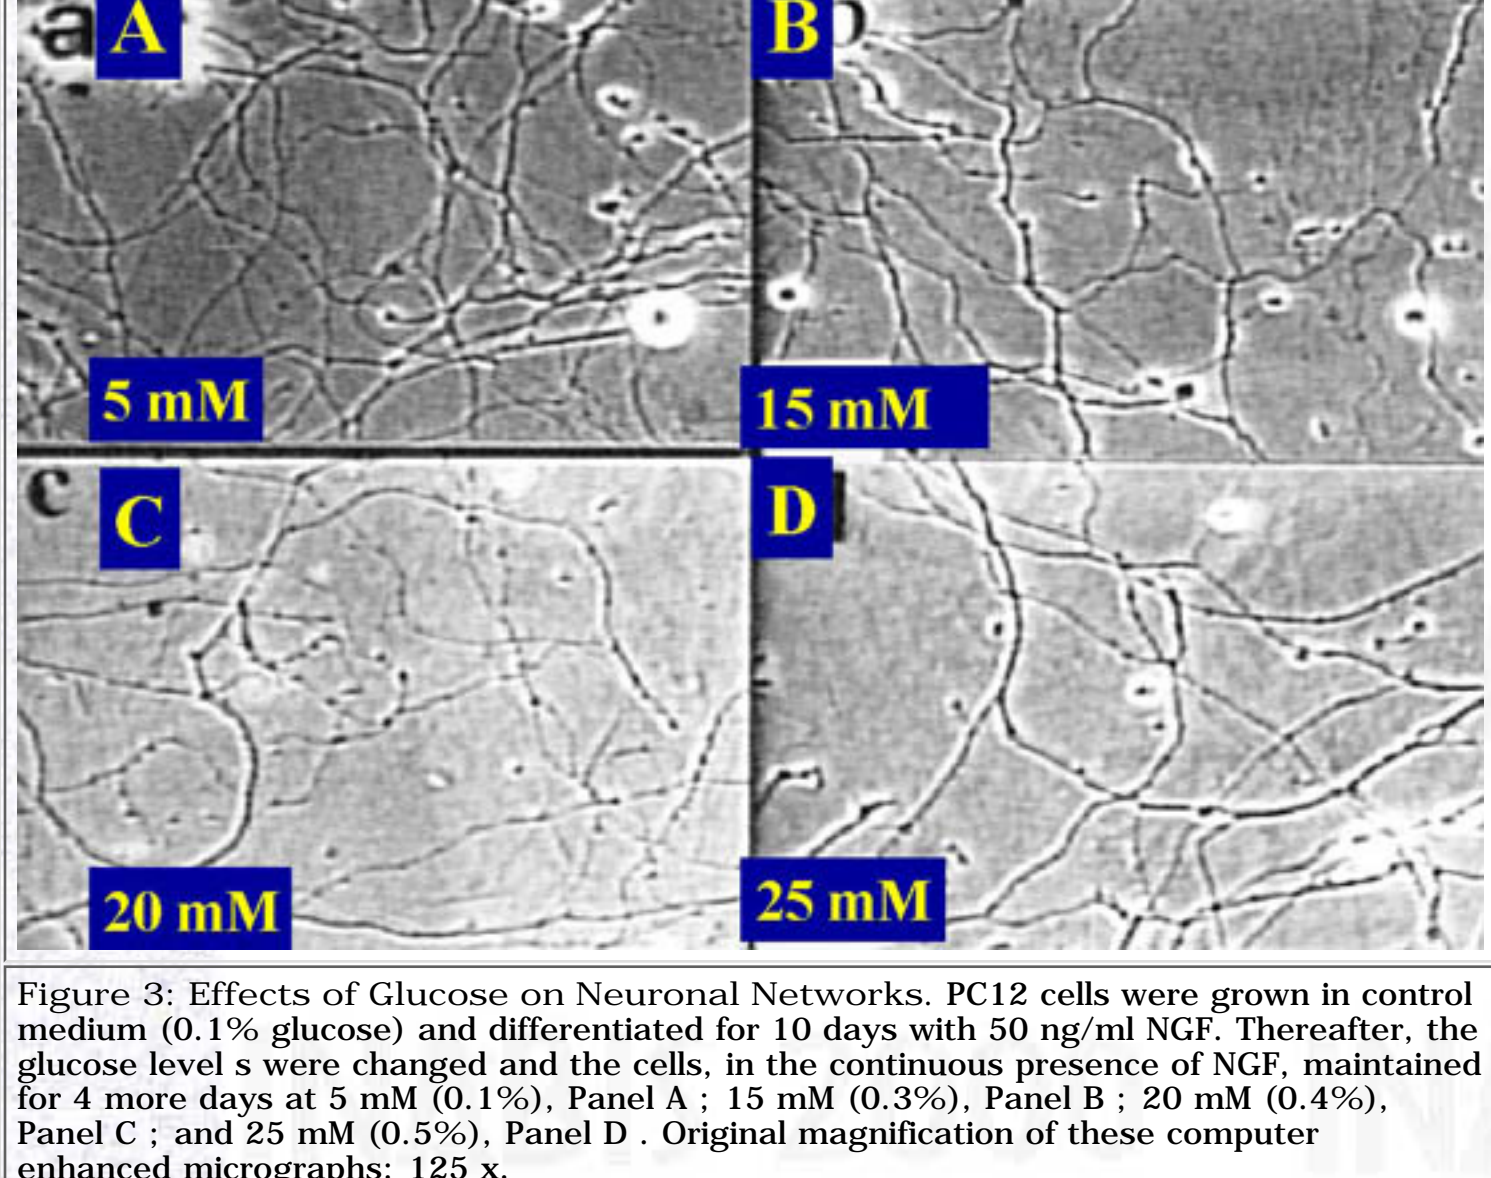 a A
B b
5 mM
15 mM
c C
D
20 mM
25 mM
Figure 3: Effects of Glucose on Neuronal Networks. PC12 cells were grown in control
medium (0.1% glucose) and differentiated for 10 days with 50 ng/ml NGF. Thereafter, the
glucose level s were changed and the cells, in the continuous presence of NGF, maintained
for 4 more days at 5 mM (0.1%), Panel A ; 15 mM (0.3%), Panel B ; 20 mM (0.4%),
Panel C ; and 25 mM (0.5%), Panel D . Original magnification of these computer
enhanced micrographs: 125 x.